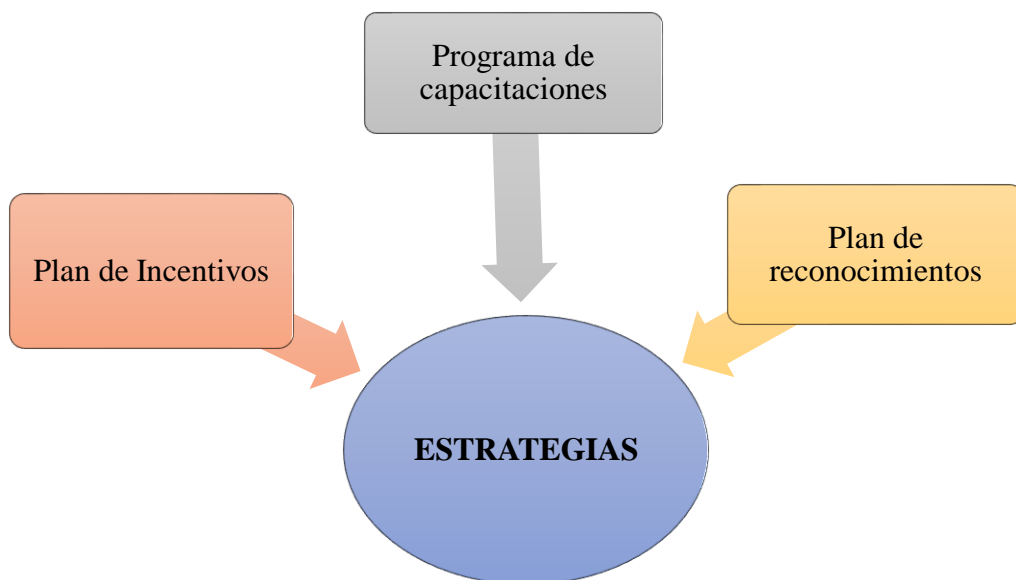 Programa de
capacitaciones
Plan de Incentivos
Plan de
reconocimientos
ESTRATEGIAS